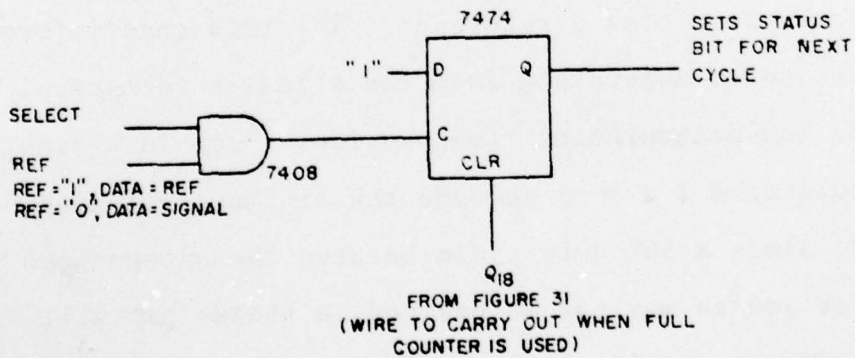 7474
SETS STATUS
BIT FOR NEXT
CYCLE
"1"
D
Q
SELECT
C
REF
CLR
7408
REF="1", DATA=REF
REF="0", DATA=SIGNAL
Q18
FROM FIGURE 31
(WIRE TO CARRY OUT WHEN FULL
COUNTER IS USED)